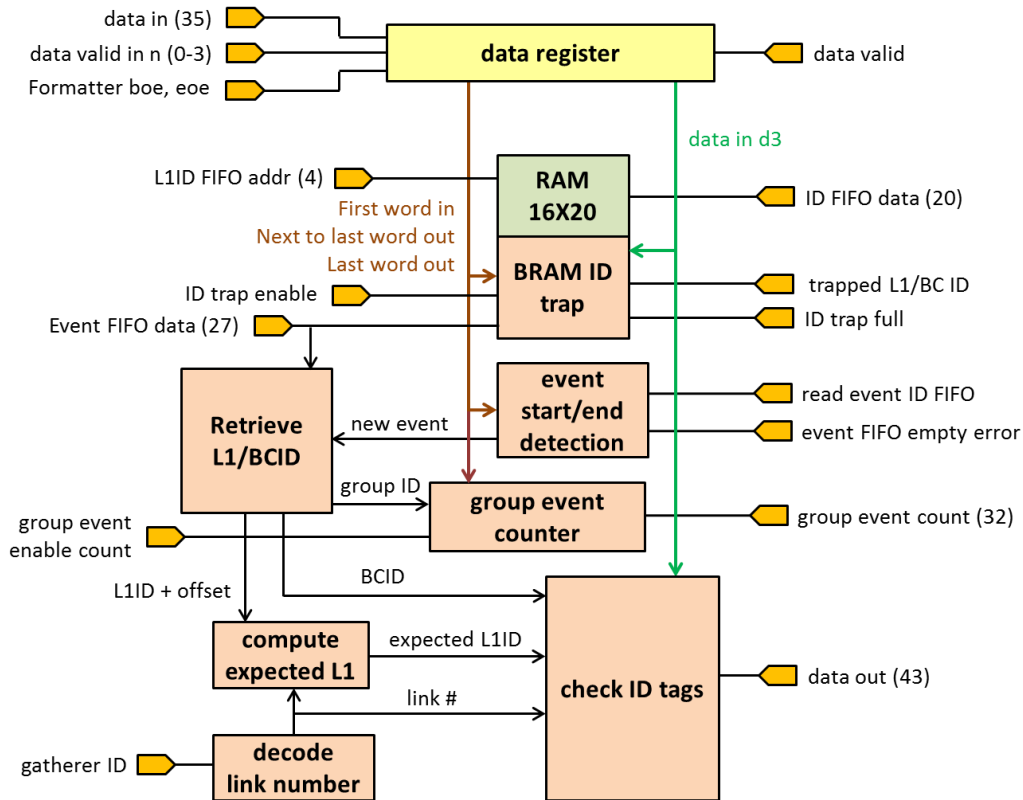 data in (35)
data valid in n (0-3)
Formatter boe, eoe
data register
data valid
data in d3
L1ID FIFO addr (4)
RAM
16X20
ID FIFO data (20)
First word in
Next to last word out
Last word out
BRAM ID
trap
ID trap enable
trapped L1/BC ID
Event FIFO data (27)
ID trap full
Retrieve
L1/BCID
new event
event
start/end
detection
read event ID FIFO
event FIFO empty error
group ID
group event
counter
group event count (32)
group event
enable count
L1ID + offset
BCID
compute
expected L1
expected L1ID
check ID tags
data out (43)
link #
gatherer ID
decode
link number